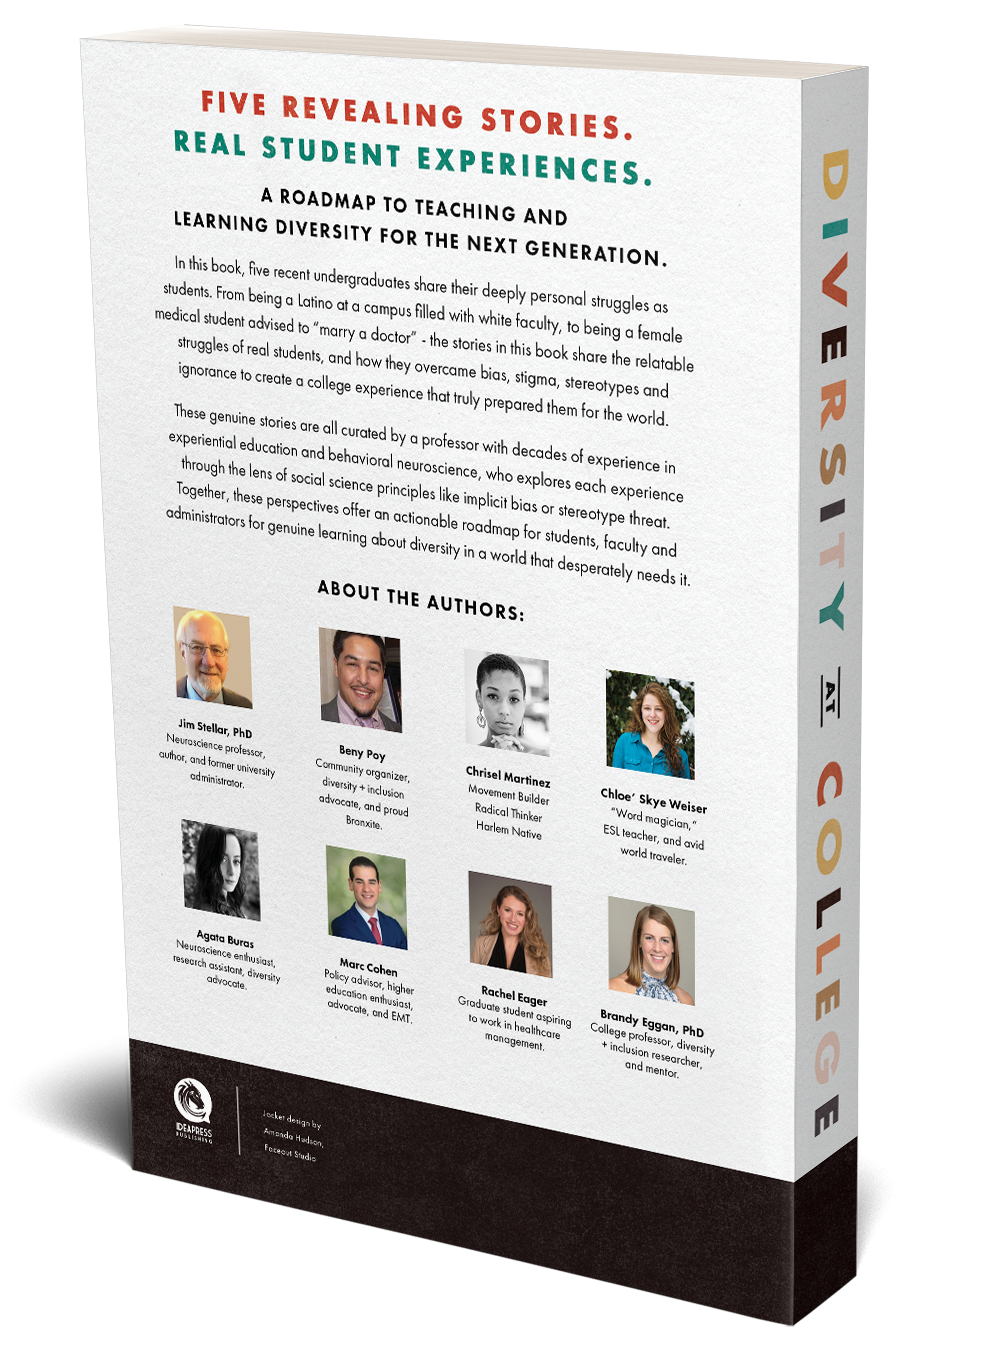 FIVE REVEALING STORIES.
REAL STUDENT EXPERIENCES.
A ROADMAP TO TEACHING AND
LEARNING DIVERSITY FOR THE NEXT GENERATION.
In this book, five recent undergraduates share their deeply personal struggles as
students. From being a Latino at a campus filled with white faculty, to being a female
medical student advised to “marry a doctor” - the stories in this book share the relatable
struggles of real students, and how they overcame bias, stigma, stereotypes and
ignorance to create a college experience that truly prepared them for the world.
These genuine stories are all curated by a professor with decades of experience in
experiential education and behavioral neuroscience, who explores each experience
through the lens of social science principles like implicit bias or stereotype threat.
Together, these perspectives offer an actionable roadmap for students, faculty and
administrators for genuine learning about diversity in a world that desperately needs it.
ABOUT THE AUTHORS:
Jim Stellar, PhD
Neuroscience professor,
author, and former university
administrator.
Beny Poy
Community organizer,
diversity + inclusion
advocate, and proud
Bronxite.
Chrisel Martinez
Movement Builder
Radical Thinker
Harlem Native
Chloe’ Skye Weiser
“Word magician,”
ESL teacher, and avid
world traveler.
Agata Buras
Neuroscience enthusiast,
research assistant, diversity
advocate.
Marc Cohen
Policy advisor, higher
education enthusiast,
advocate, and EMT.
Rachel Eager
Graduate student aspiring
to work in healthcare
management.
Brandy Eggan, PhD
College professor, diversity
+ inclusion researcher,
and mentor.
IDEAPRESS
PUBLISHING
Jacket design by
Amanda Hudson,
Faceout Studio
DIVERSITY AT COLLEGE